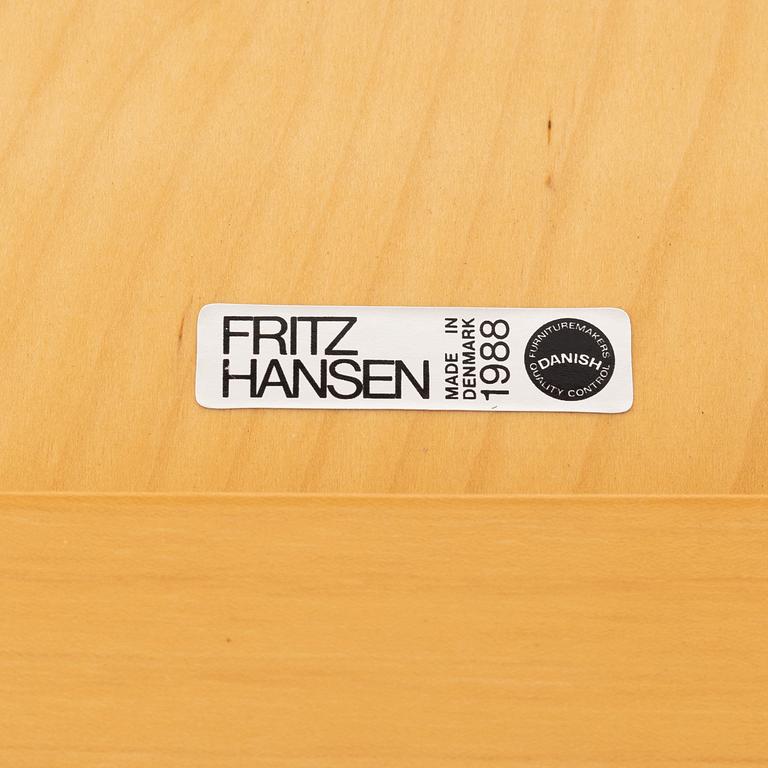 FRITZ
HANSEN
MADE IN
DENMARK
1988
FURNITUREMAKERS
DANISH
QUALITY CONTROL